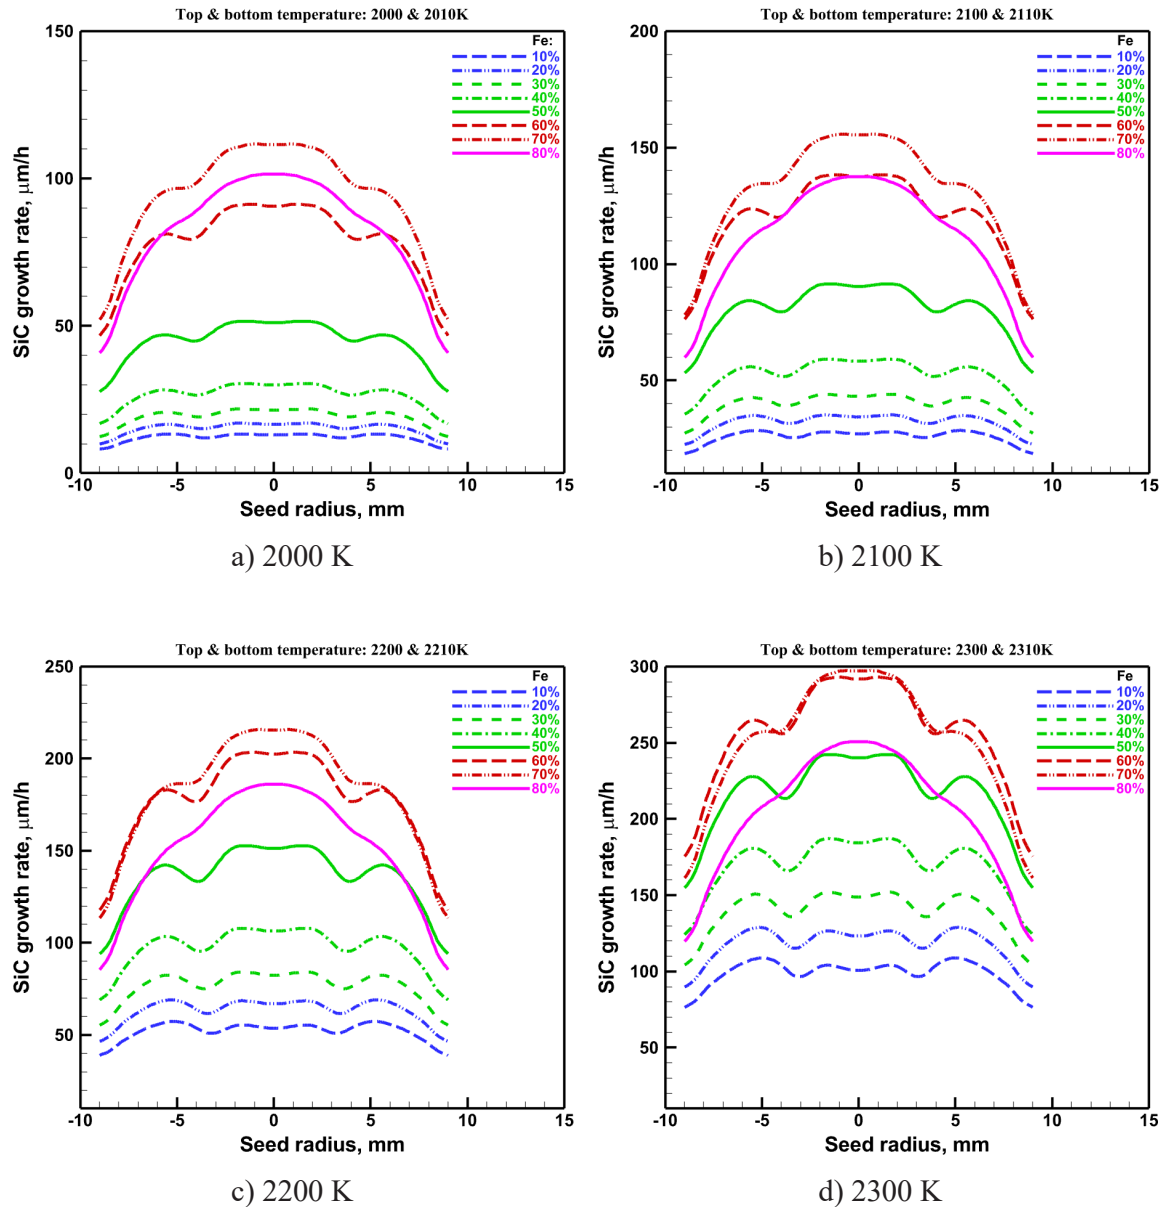 Top & bottom temperature: 2000 & 2010K
150
100
50
0
SiC growth rate, μm/h
Fe:
10%
20%
30%
40%
50%
60%
70%
80%
-10 -5 0 5 10 15
Seed radius, mm
a) 2000 K
Top & bottom temperature: 2100 & 2110K
200
150
100
50
SiC growth rate, μm/h
Fe
10%
20%
30%
40%
50%
60%
70%
80%
-10 -5 0 5 10 15
Seed radius, mm
b) 2100 K
Top & bottom temperature: 2200 & 2210K
250
200
150
100
50
SiC growth rate, μm/h
Fe
10%
20%
30%
40%
50%
60%
70%
80%
-10 -5 0 5 10 15
Seed radius, mm
c) 2200 K
Top & bottom temperature: 2300 & 2310K
300
250
200
150
100
50
SiC growth rate, μm/h
Fe
10%
20%
30%
40%
50%
60%
70%
80%
-10 -5 0 5 10 15
Seed radius, mm
d) 2300 K